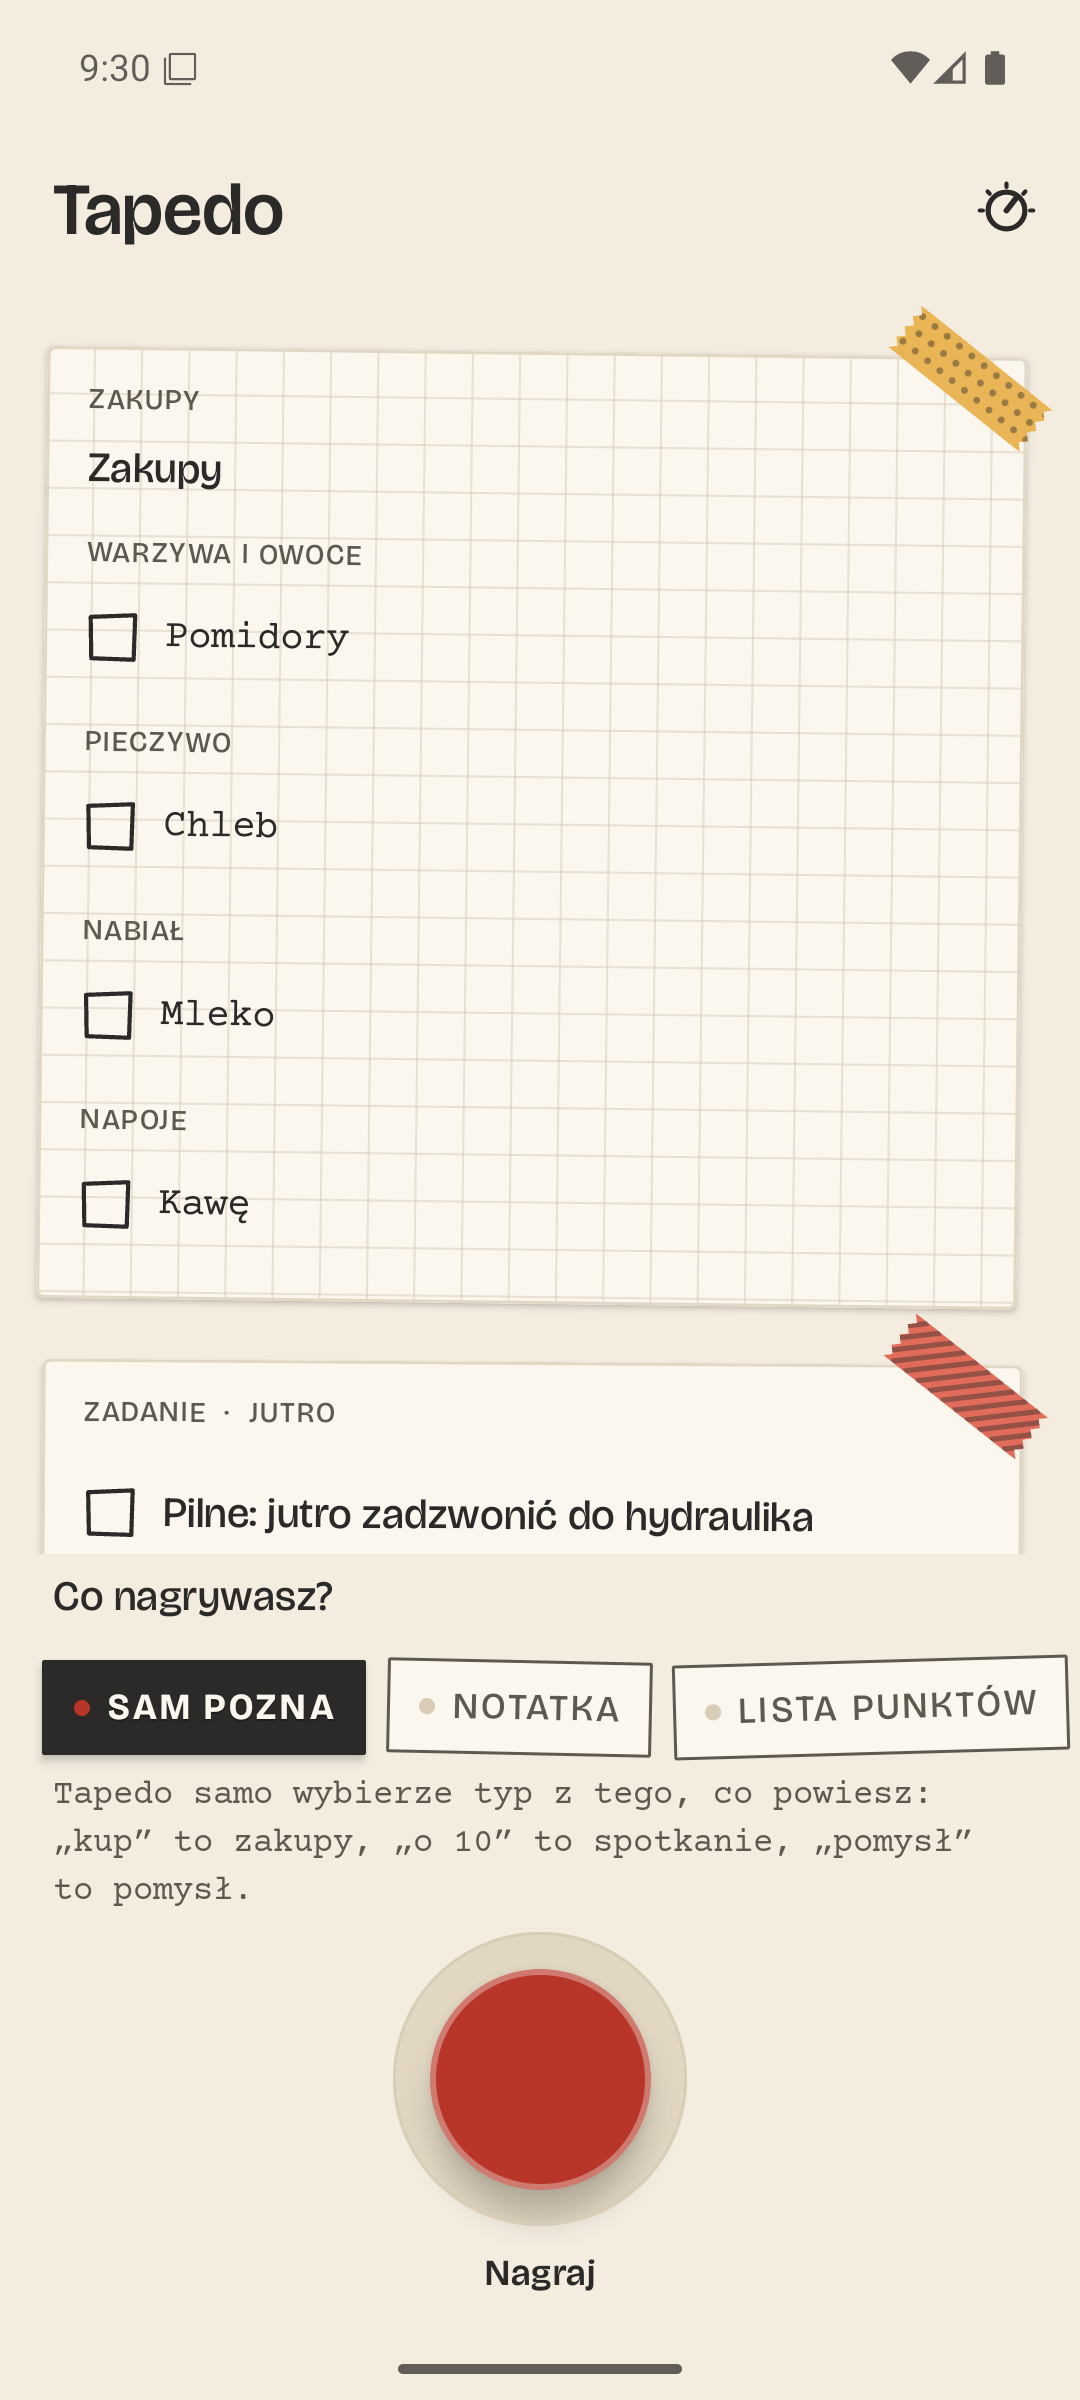 9:30
Tapedo
ZAKUPY
Zakupy
WARZYWA I OWOCE
Pomidory
PIECZYWO
Chleb
NABIAŁ
Mleko
NAPOJE
Kawę
ZADANIE · JUTRO
Pilne: jutro zadzwonić do hydraulika
Co nagrywasz?
SAM POZNA
NOTATKA
LISTA PUNKTÓW
Tapedo samo wybierze typ z tego, co powiesz:
„kup” to zakupy, „o 10” to spotkanie, „pomysł”
to pomysł.
Nagraj